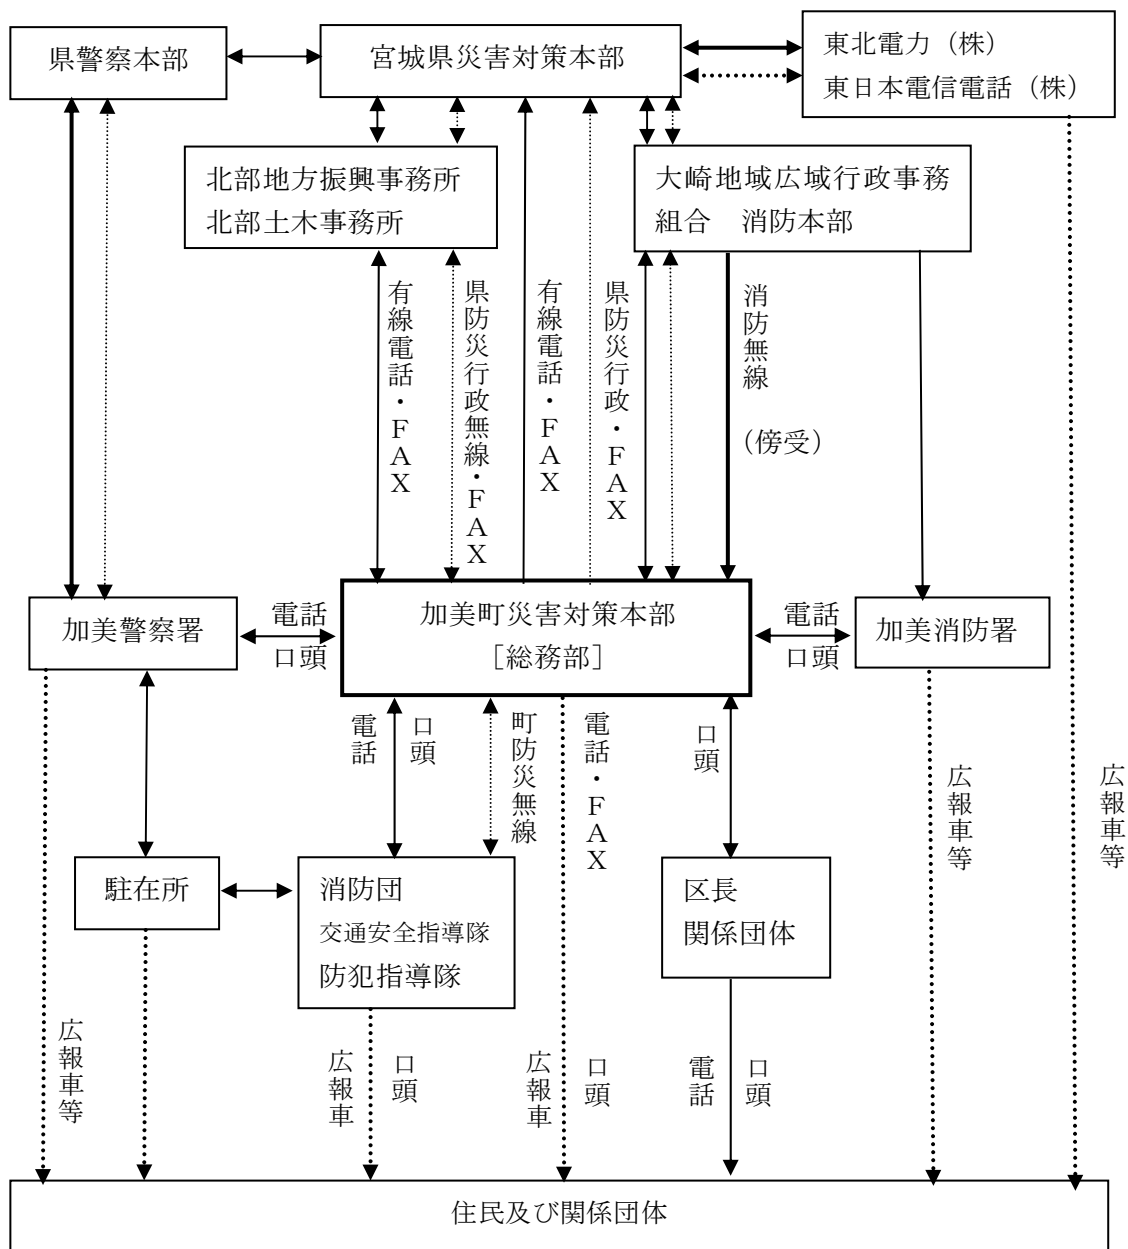 県警察本部
宮城県災害対策本部
東北電力（株）
東日本電信電話（株）
北部地方振興事務所
北部土木事務所
大崎地域広域行政事務
組合　消防本部
有線電話・ＦＡＸ
県防災行政無線・ＦＡＸ
有線電話・ＦＡＸ
県防災行政・ＦＡＸ
消防無線
（傍受）
加美警察署
電話
口頭
加美町災害対策本部
［総務部］
電話
口頭
加美消防署
電話
口頭
町防災無線
電話・ＦＡＸ
口頭
広報車等
広報車等
駐在所
消防団
交通安全指導隊
防犯指導隊
区長
関係団体
広報車等
広報車
口頭
広報車
口頭
電話
口頭
住民及び関係団体